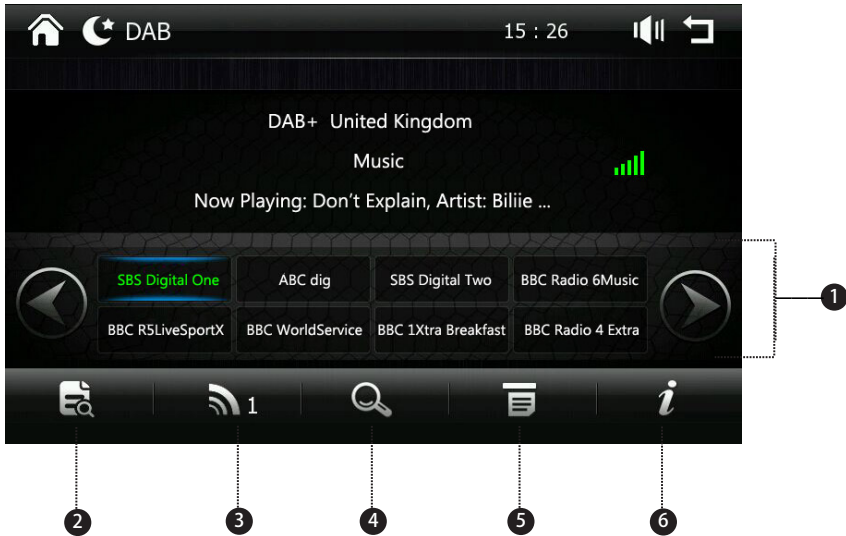 DAB 15 : 26
DAB+ United Kingdom
Music
Now Playing: Don't Explain, Artist: Biliie ...
SBS Digital One ABC dig SBS Digital Two BBC Radio 6Music
1
BBC R5LiveSportX BBC WorldService BBC 1Xtra Breakfast BBC Radio 4 Extra
1 i
2 3 4 5 6